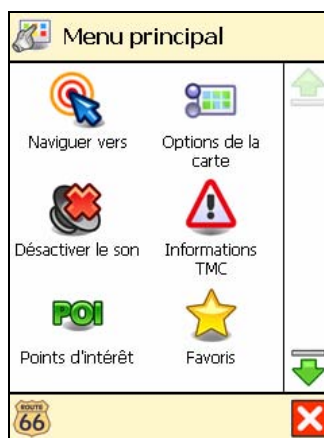 Menu principal
Naviguer vers
Options de la
carte
Désactiver le son
Informations
TMC
POI
Points d'intérêt
Favoris
ROUTE
66